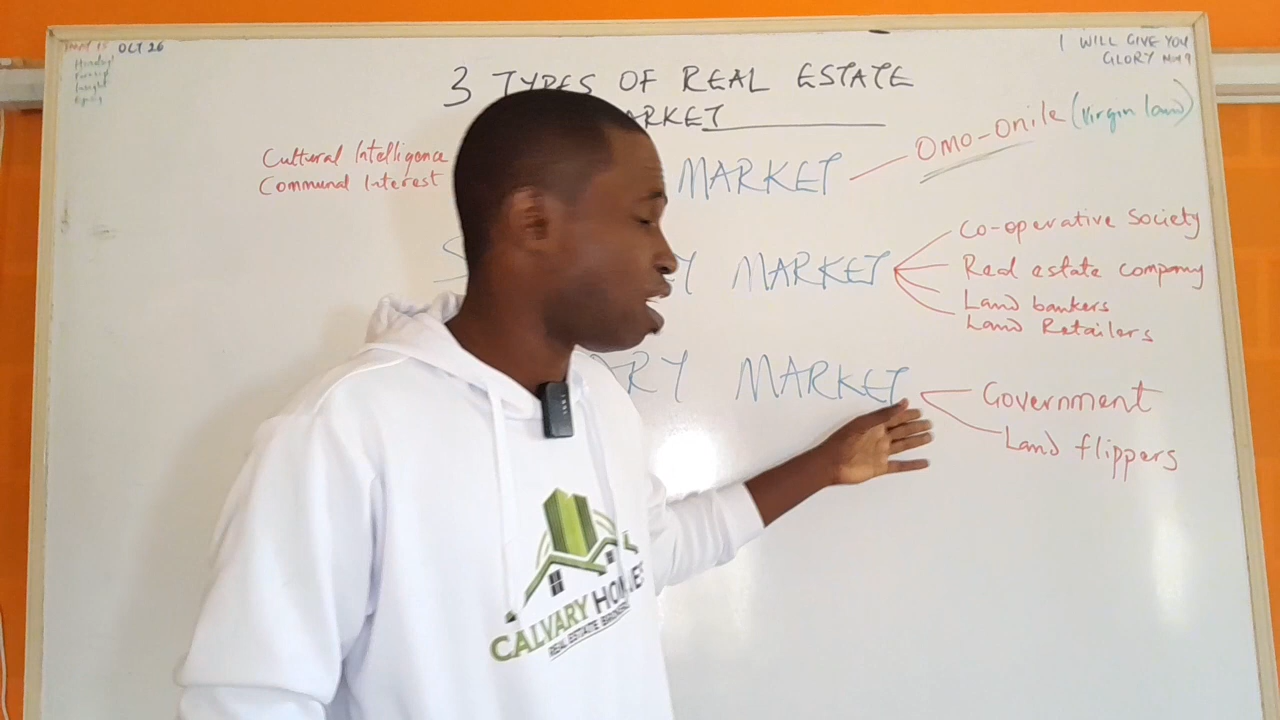 OCT 26
I WILL GIVE YOU
GLORY
3 TYPES OF REAL ESTATE
MARKET
Cultural Intelligence
Communal Interest
MARKET
Omo-onile (Virgin land)
MARKET
Co-operative Society
Real estate company
Land bankers
Land Retailers
MARKET
Government
Land flippers
CALVARY HOMES
REAL ESTATE